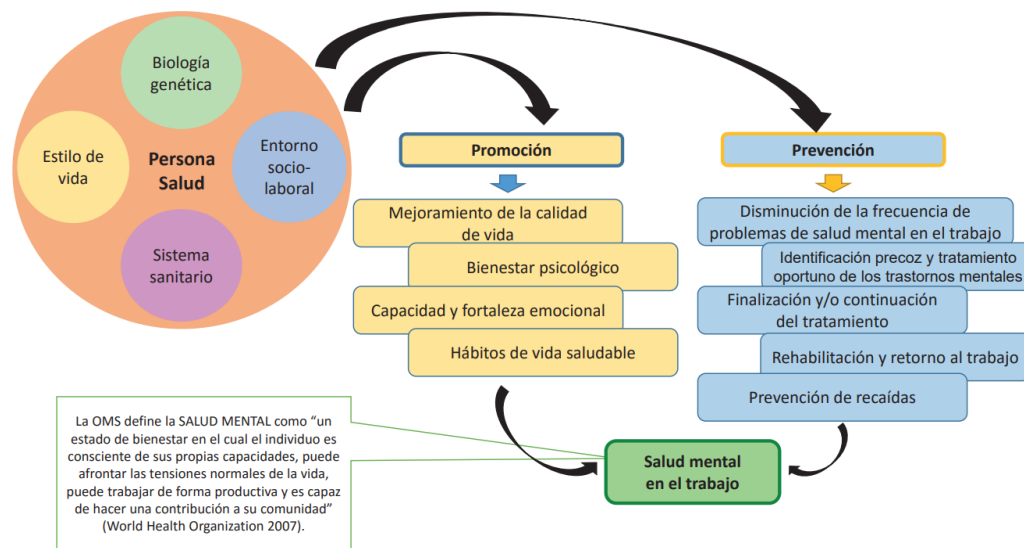 Biología
genética
Estilo de
vida
Persona
Salud
Entorno
socio-
laboral
Sistema
sanitario
Promoción
Mejoramiento de la calidad
de vida
Bienestar psicológico
Capacidad y fortaleza emocional
Hábitos de vida saludable
Prevención
Disminución de la frecuencia de
problemas de salud mental en el trabajo
Identificación precoz y tratamiento
oportuno de los trastornos mentales
Finalización y/o continuación
del tratamiento
Rehabilitación y retorno al trabajo
Prevención de recaídas
La OMS define la SALUD MENTAL como “un
estado de bienestar en el cual el individuo es
consciente de sus propias capacidades, puede
afrontar las tensiones normales de la vida,
puede trabajar de forma productiva y es capaz
de hacer una contribución a su comunidad”
(World Health Organization 2007).
Salud mental
en el trabajo